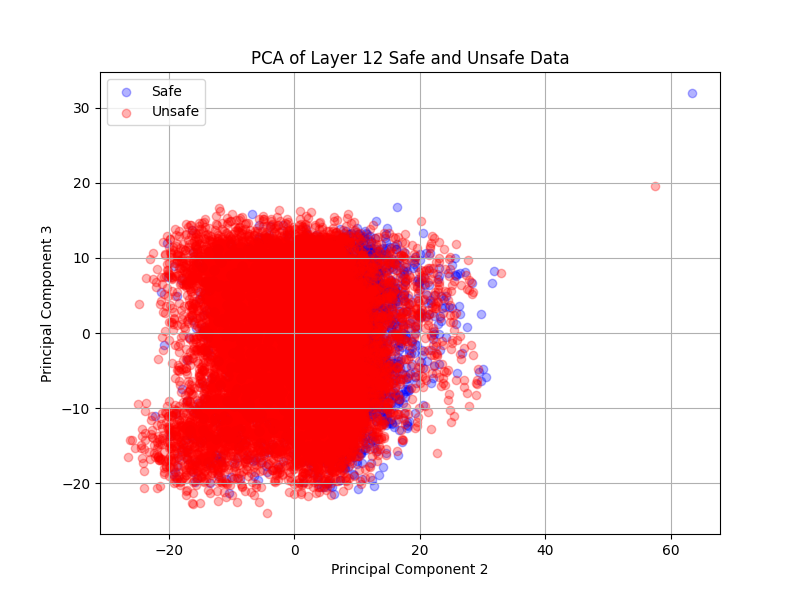 PCA of Layer 12 Safe and Unsafe Data
Safe
Unsafe
30
20
10
0
−10
−20
Principal Component 3
−20
0
20
40
60
Principal Component 2